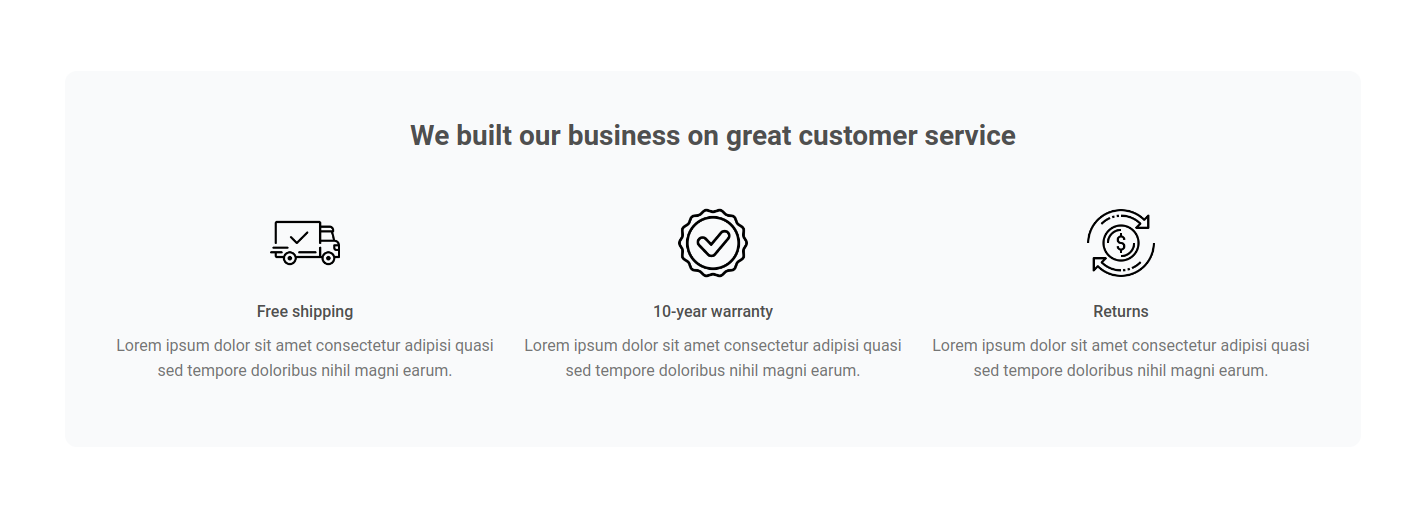 We built our business on great customer service
$
Free shipping
Lorem ipsum dolor sit amet consectetur adipisi quasi
sed tempore doloribus nihil magni earum.
10-year warranty
Lorem ipsum dolor sit amet consectetur adipisi quasi
sed tempore doloribus nihil magni earum.
Returns
Lorem ipsum dolor sit amet consectetur adipisi quasi
sed tempore doloribus nihil magni earum.